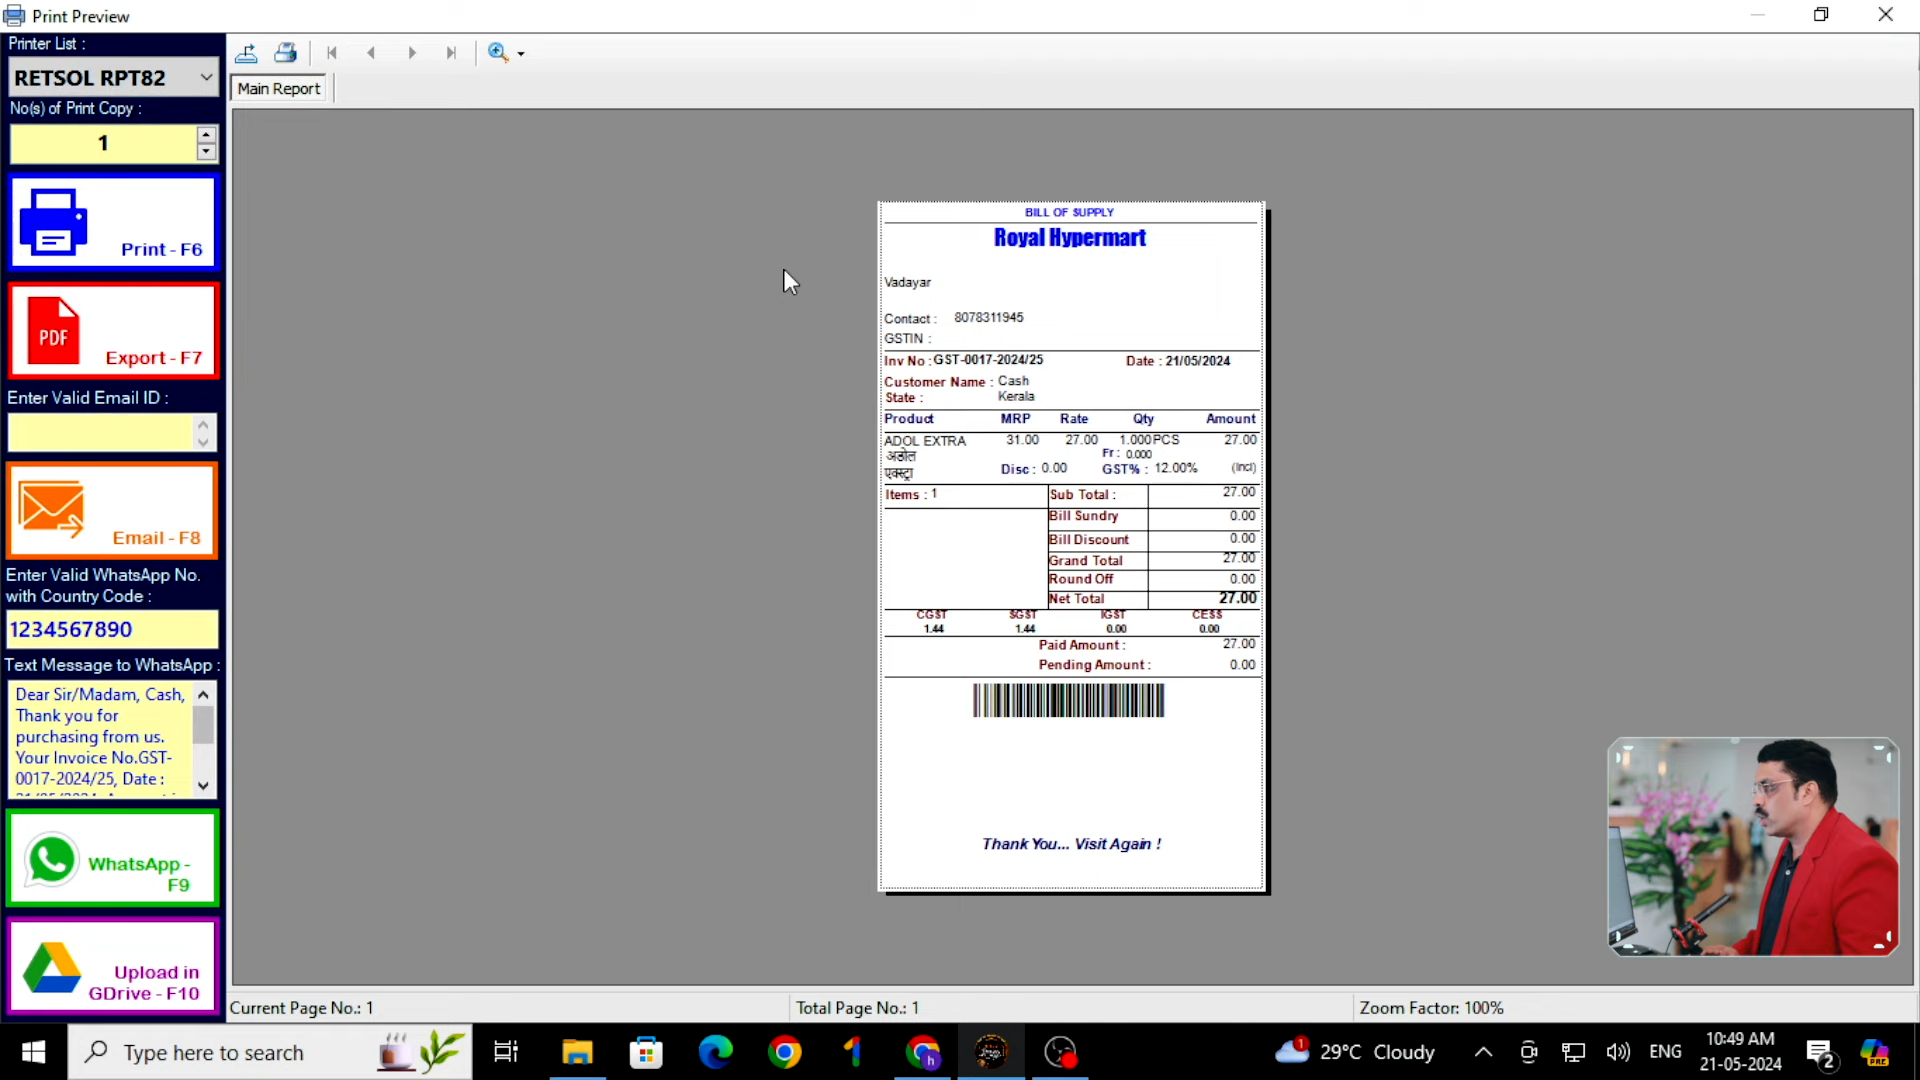 Print Preview
Printer List :
RETSOL RPT82
No(s) of Print Copy :
1
Print - F6
PDF
Export - F7
Enter Valid Email ID :
Email - F8
Enter Valid WhatsApp No.
with Country Code :
1234567890
Text Message to WhatsApp :
Dear Sir/Madam, Cash,
Thank you for
purchasing from us.
Your Invoice No.GST-
0017-2024/25, Date :
WhatsApp -
F9
Upload in
GDrive - F10
Main Report
BILL OF SUPPLY
Royal Hypermart
Vadayar
Contact : 8078311945
GSTIN :
Inv No : GST-0017-2024/25 Date : 21/05/2024
Customer Name : Cash
State : Kerala
Product MRP Rate Qty Amount
ADOL EXTRA 31.00 27.00 1.000 PCS 27.00
अडोल Fr : 0.000
एक्स्ट्रा Disc : 0.00 GST% : 12.00% (Incl)
Items : 1 Sub Total : 27.00
Bill Sundry 0.00
Bill Discount 0.00
Grand Total 27.00
Round Off 0.00
Net Total 27.00
CGST SGST IGST CESS
1.44 1.44 0.00 0.00
Paid Amount : 27.00
Pending Amount : 0.00
Thank You... Visit Again !
Current Page No.: 1 Total Page No.: 1 Zoom Factor: 100%
Type here to search
1 29°C Cloudy ENG 10:49 AM
21-05-2024 2